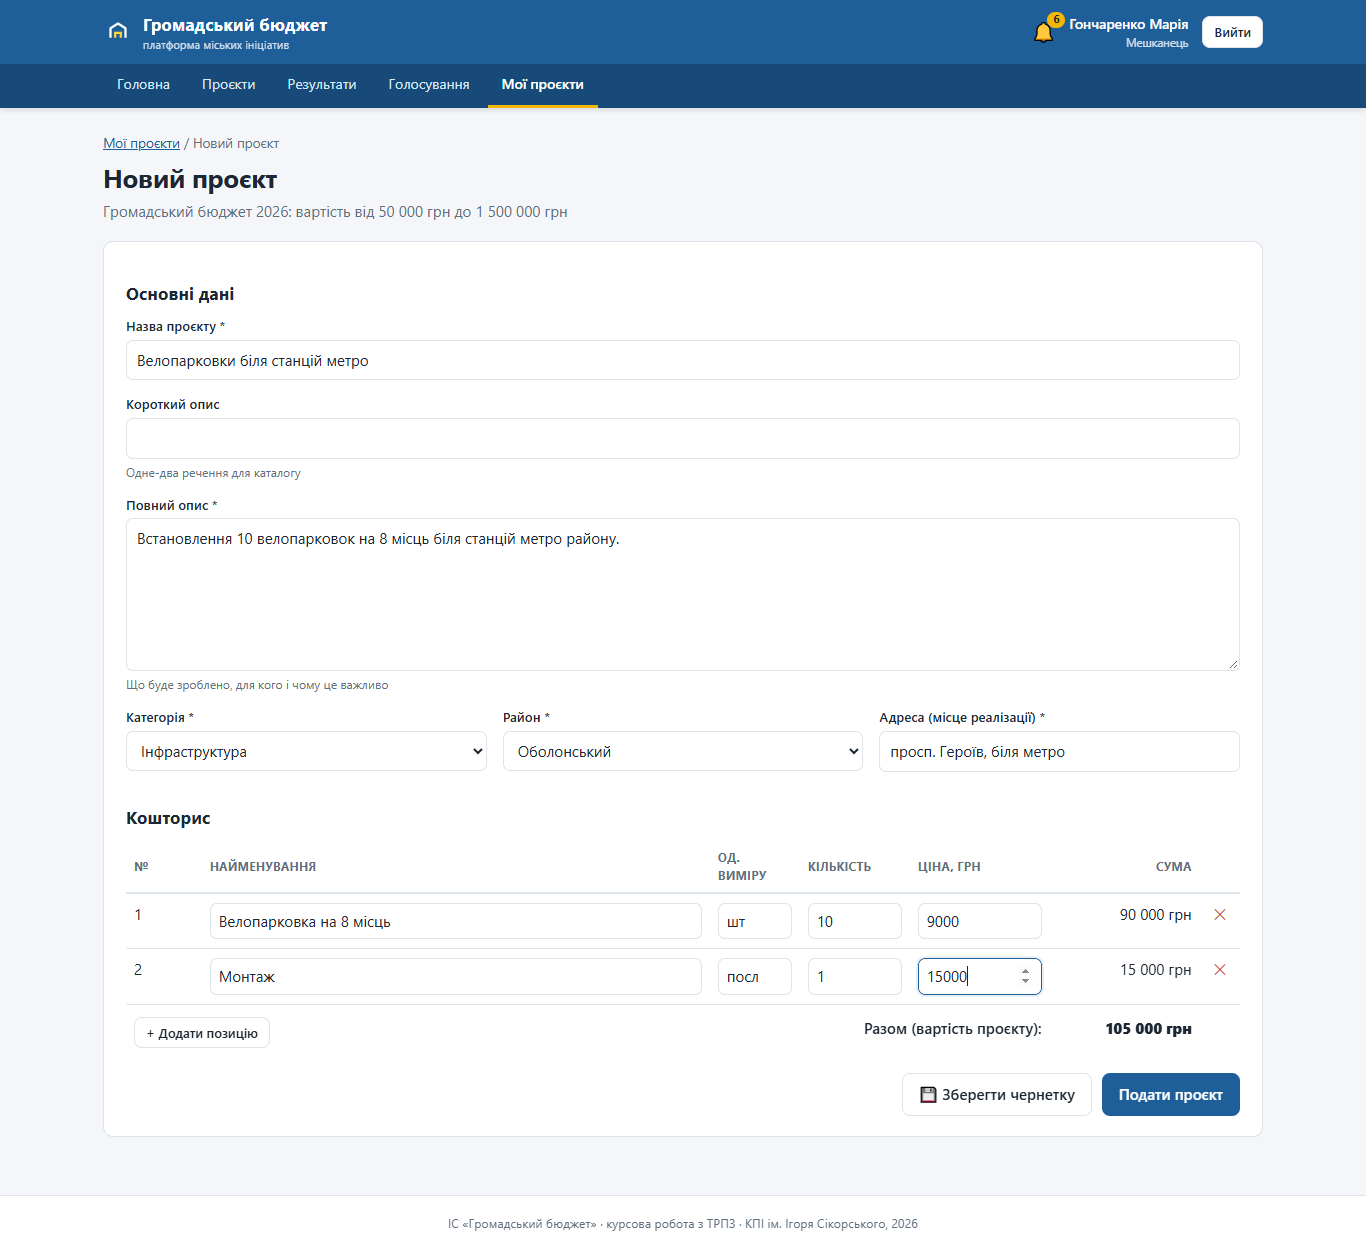 Громадський бюджет
платформа міських ініціатив
6
Гончаренко Марія
Мешканець
Вийти
Головна
Проєкти
Результати
Голосування
Мої проєкти
Мої проєкти / Новий проєкт
Новий проєкт
Громадський бюджет 2026: вартість від 50 000 грн до 1 500 000 грн
Основні дані
Назва проєкту *
Велопарковки біля станцій метро
Короткий опис
Одне-два речення для каталогу
Повний опис *
Встановлення 10 велопарковок на 8 місць біля станцій метро району.
Що буде зроблено, для кого і чому це важливо
Категорія * Район * Адреса (місце реалізації) *
Інфраструктура Оболонський просп. Героїв, біля метро
Кошторис
№ НАЙМЕНУВАННЯ ОД. ВИМІРУ КІЛЬКІСТЬ ЦІНА, ГРН СУМА
1 Велопарковка на 8 місць шт 10 9000 90 000 грн ×
2 Монтаж посл 1 15000 15 000 грн ×
+ Додати позицію Разом (вартість проєкту): 105 000 грн
Зберегти чернетку Подати проєкт
ІС «Громадський бюджет» · курсова робота з ТРПЗ · КПІ ім. Ігоря Сікорського, 2026